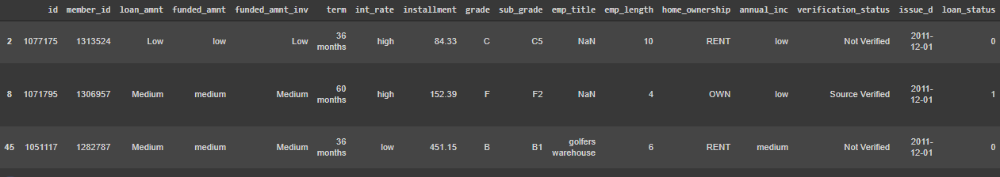 id member_id loan_amnt funded_amnt funded_amnt_inv term int_rate installment grade sub_grade emp_title emp_length home_ownership annual_inc verification_status issue_d loan_status
2 1077175 1313524 Low low Low 36 months high 84.33 C C5 NaN 10 RENT low Not Verified 2011-12-01 0
8 1071795 1306957 Medium medium Medium 60 months high 152.39 F F2 NaN 4 OWN low Source Verified 2011-12-01 1
45 1051117 1282787 Medium medium Medium 36 months low 451.15 B B1 golfers warehouse 6 RENT medium Not Verified 2011-12-01 0